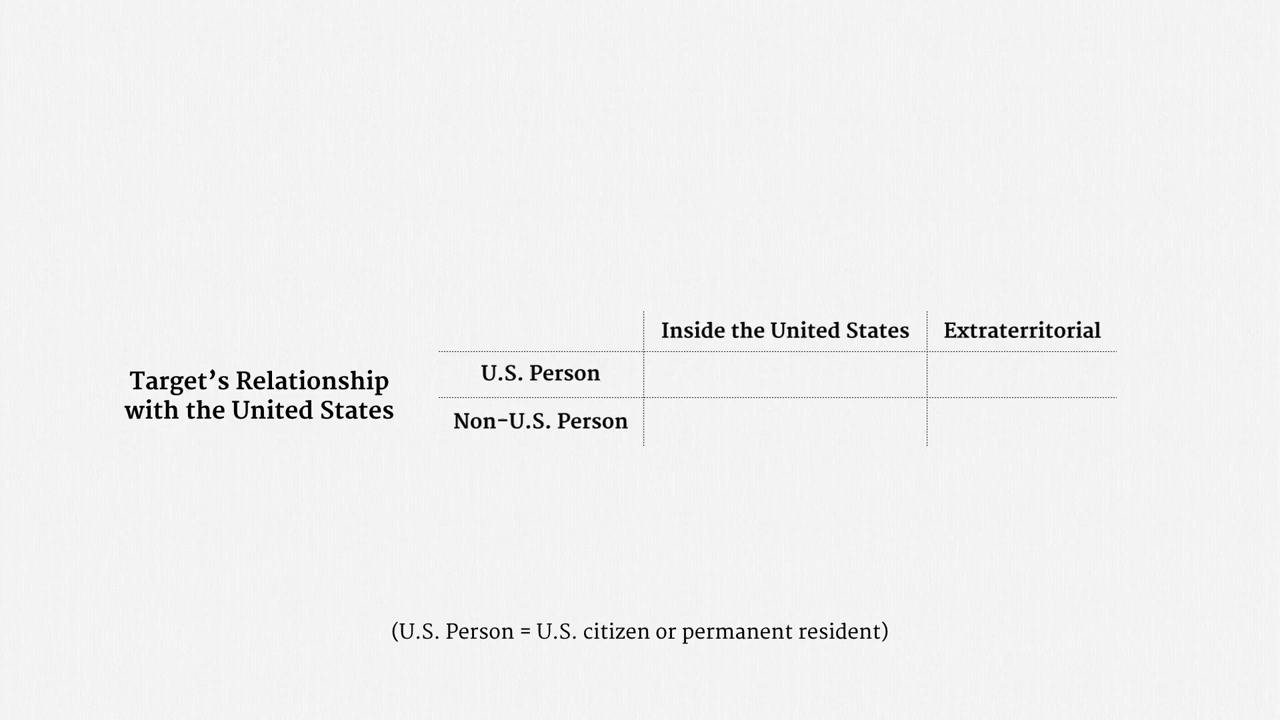 Inside the United States Extraterritorial
Target’s Relationship
with the United States
U.S. Person
Non-U.S. Person
(U.S. Person = U.S. citizen or permanent resident)